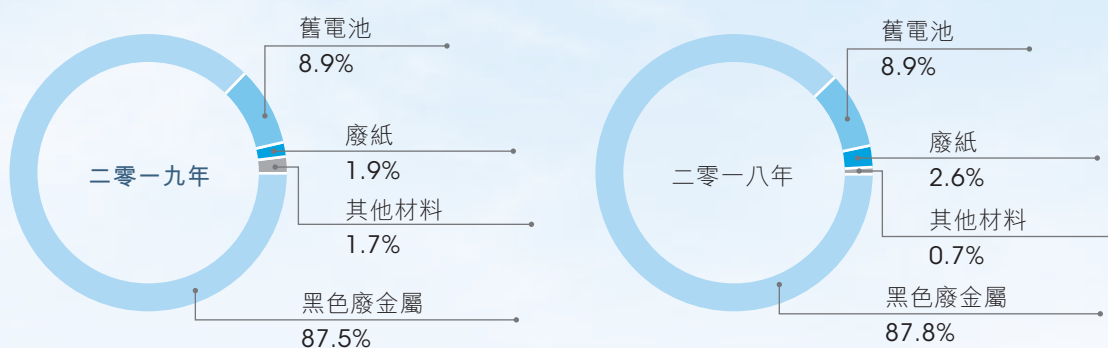 舊電池
8.9%
廢紙
1.9%
二零一九年
其他材料
1.7%
黑色廢金屬
87.5%
舊電池
8.9%
廢紙
2.6%
二零一八年
其他材料
0.7%
黑色廢金屬
87.8%